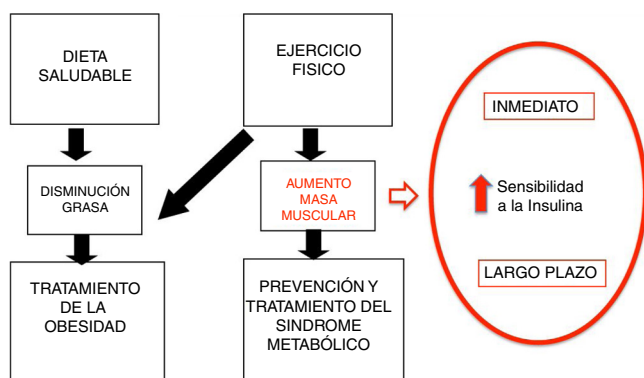 DIETA
SALUDABLE
EJERCICIO
FISICO
DISMINUCIÓN
GRASA
AUMENTO
MASA
MUSCULAR
TRATAMIENTO
DE LA
OBESIDAD
PREVENCIÓN Y
TRATAMIENTO DEL
SINDROME
METABÓLICO
INMEDIATO
Sensibilidad
a la Insulina
LARGO PLAZO